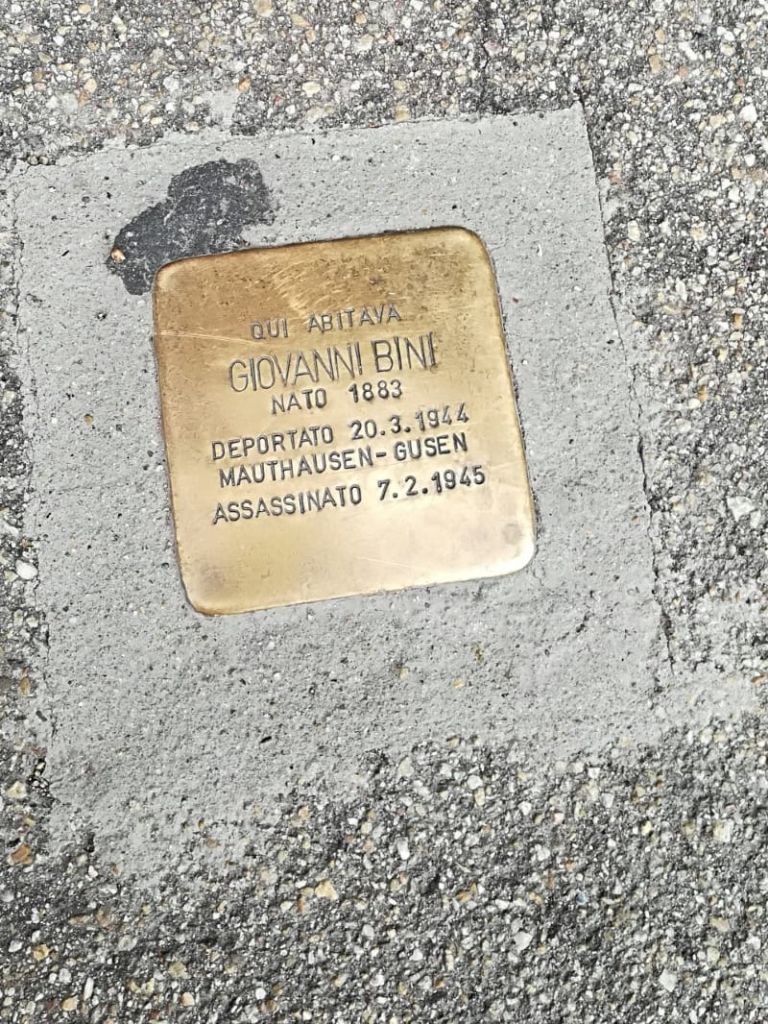 QUI ABITAVA
GIOVANNI BINI
NATO 1883
DEPORTATO 20.3.1944
MAUTHAUSEN-GUSEN
ASSASSINATO 7.2.1945